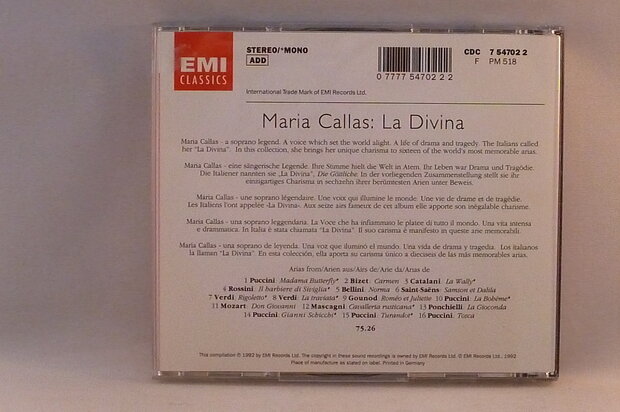 EMI
CLASSICS
STEREO/*MONO
ADD
0 7777 54702 2 2
CDC 7 54702 2
F PM 518
International Trade Mark of EMI Records Ltd.
Maria Callas: La Divina
Maria Callas - a soprano legend. A voice which set the world alight. A life of drama and tragedy. The Italians called
her "La Divina". In this collection, she brings her unique charisma to sixteen of the world's most memorable arias.
Maria Callas - eine sängerische Legende. Ihre Stimme hielt die Welt in Atem. Ihr Leben war Drama und Tragödie.
Die Italiener nannten sie „La Divina", Die Göttliche. In der vorliegenden Zusammenstellung stellt sie ihr
einzigartiges Charisma in sechzehn ihrer berühmtesten Arien unter Beweis.
Maria Callas - une soprano légendaire. Une voix qui illumine le monde. Une vie de drame et de tragédie.
Les Italiens l'ont appelée «La Divina». Aux seize airs fameux de cet album elle apporte son inégalable charisme.
Maria Callas - una soprano leggendaria. La Voce che ha infiammato le platee di tutto il mondo. Una vita intensa
e drammatica. In Italia è stata chiamata "La Divina". Il suo carisma è manifesto in queste arie memorabili.
Maria Callas - una soprano de leyenda. Una voz que iluminó el mundo. Una vida de drama y tragedia. Los italianos
la llaman "La Divina". En esta colección, ella aporta su carisma único a dieciseis de las más memorables arias.
Arias from/Arien aus/Airs de/Arie da/Arias de
1 Puccini Madama Butterfly* 2 Bizet Carmen 3 Catalani La Wally*
4 Rossini Il barbiere di Siviglia* 5 Bellini Norma 6 Saint-Saëns Samson et Dalila
7 Verdi Rigoletto* 8 Verdi La traviata* 9 Gounod Roméo et Juliette 10 Puccini La Bohème*
11 Mozart Don Giovanni 12 Mascagni Cavalleria rusticana* 13 Ponchielli La Gioconda
14 Puccini Gianni Schicchi* 15 Puccini Turandot* 16 Puccini Tosca
75.26
This compilation ℗ 1992 by EMI Records Ltd. The copyright in these sound recordings is owned by EMI Records Ltd. © EMI Records Ltd., 1992
Place of manufacture as stated on label. Printed in Germany